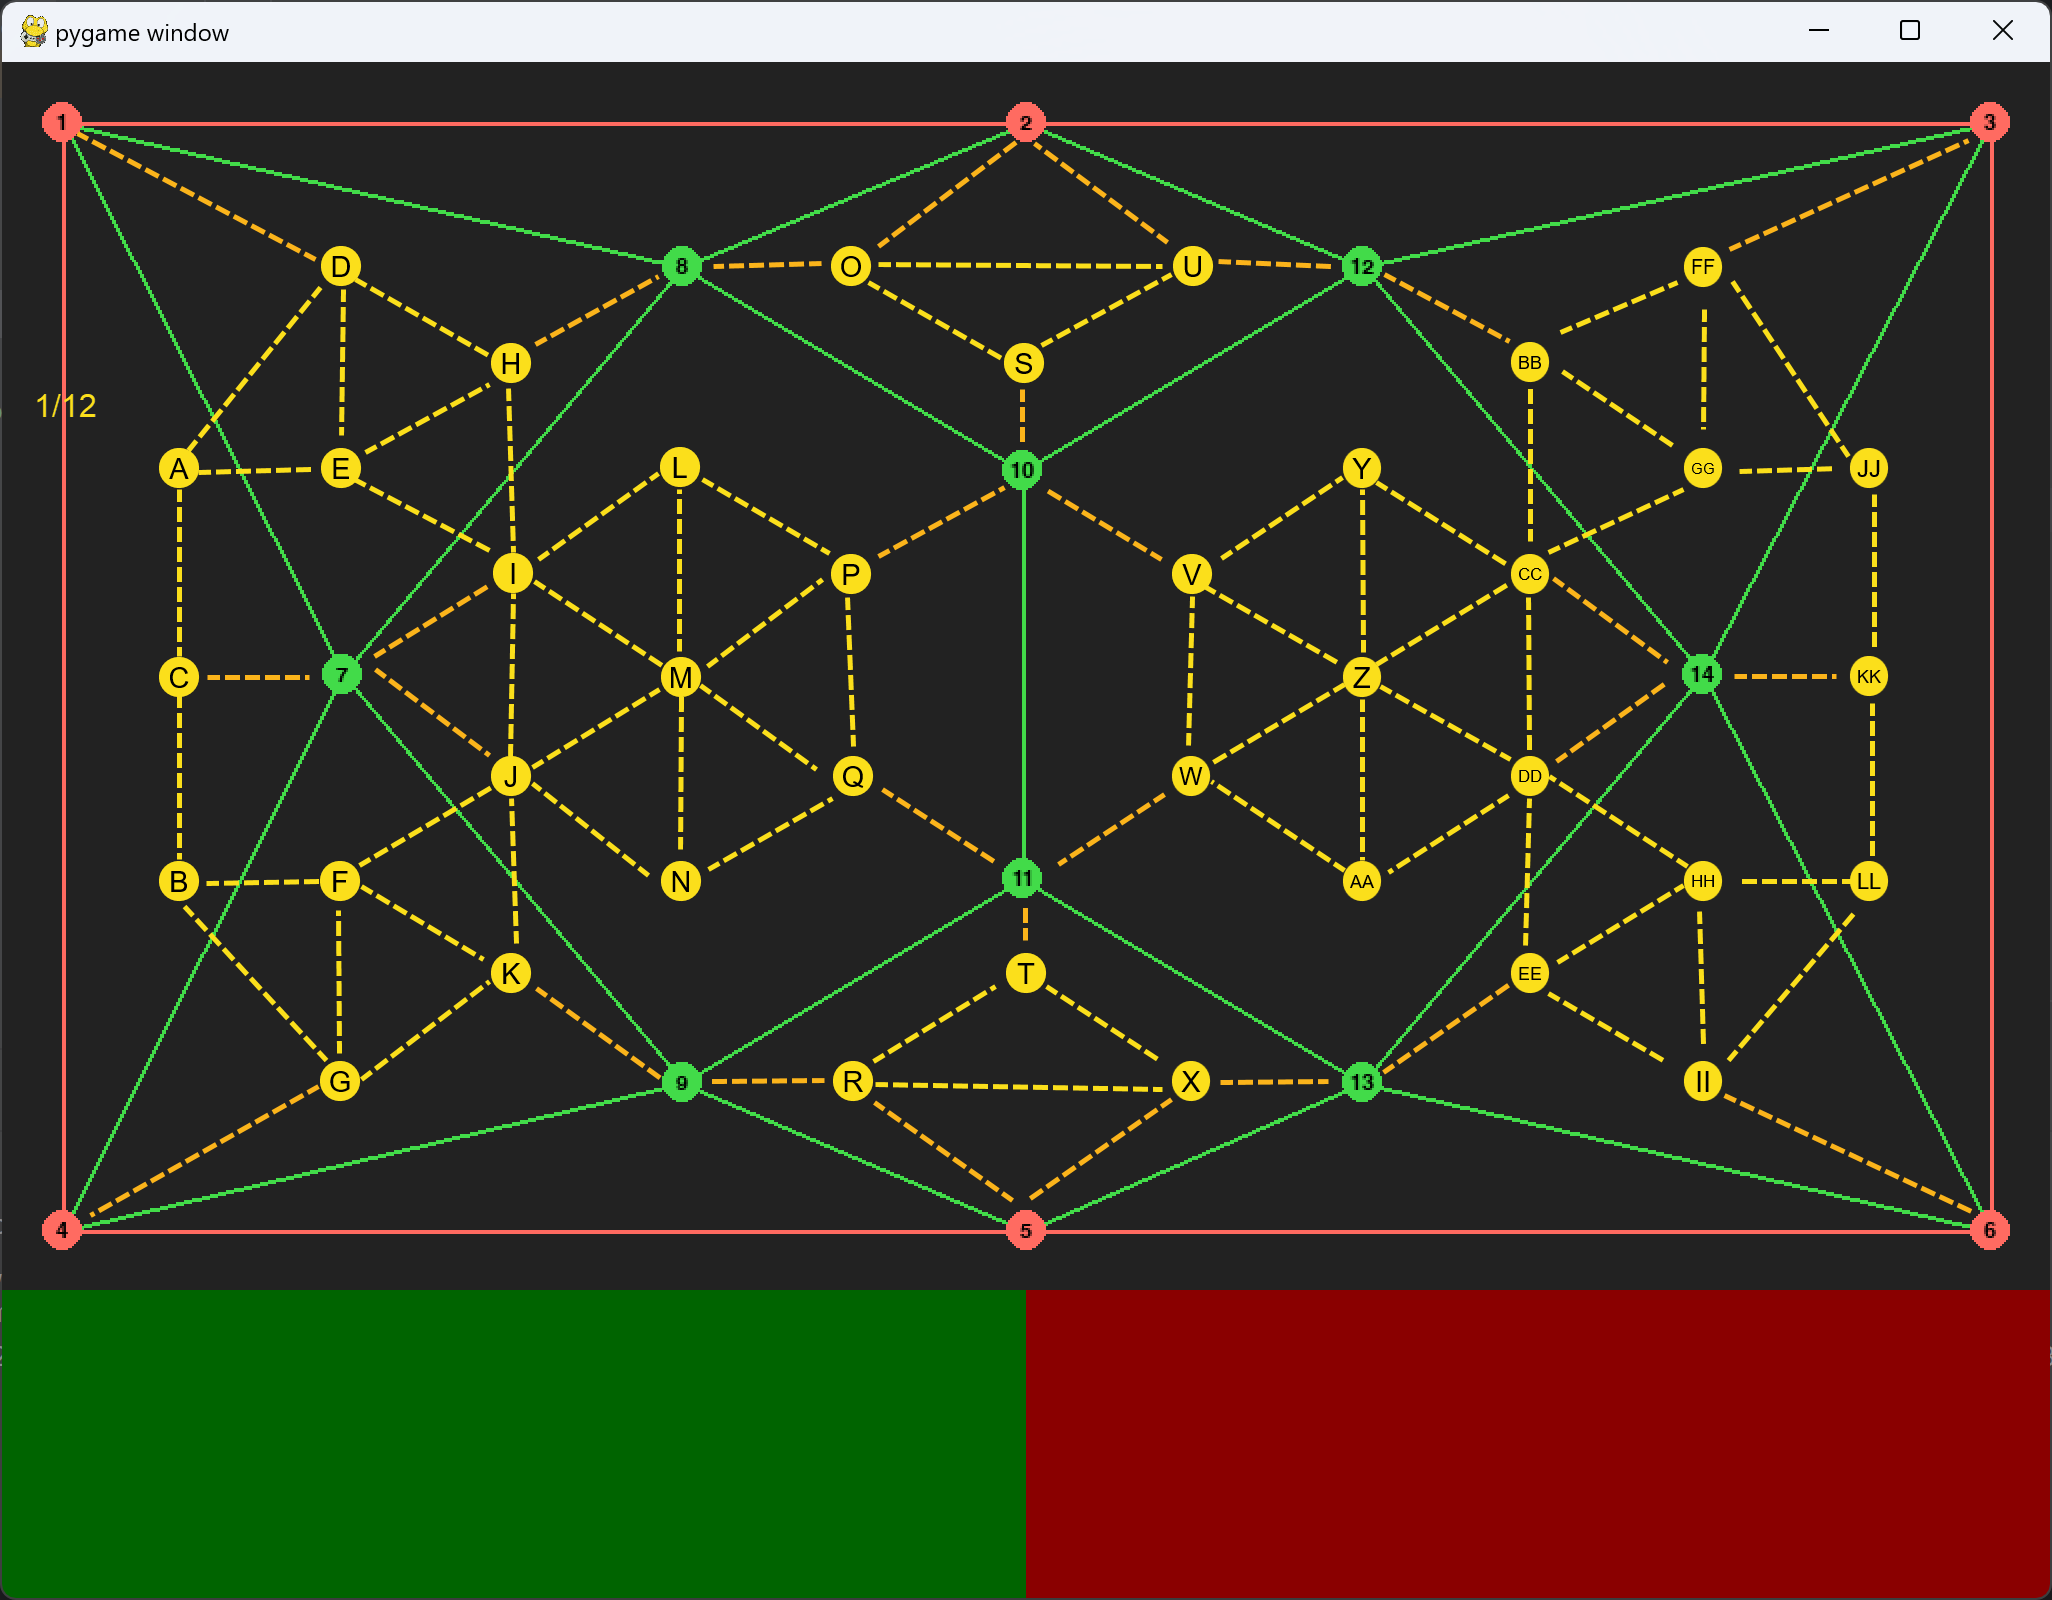 pygame window
1 2 3
D 8 O U 12 FF
H S BB
1/12
A E L 10 Y GG JJ
I P V CC
C 7 M Z 14 KK
J Q W DD
B F N 11 AA HH LL
K T EE
G 9 R X 13 II
4 5 6